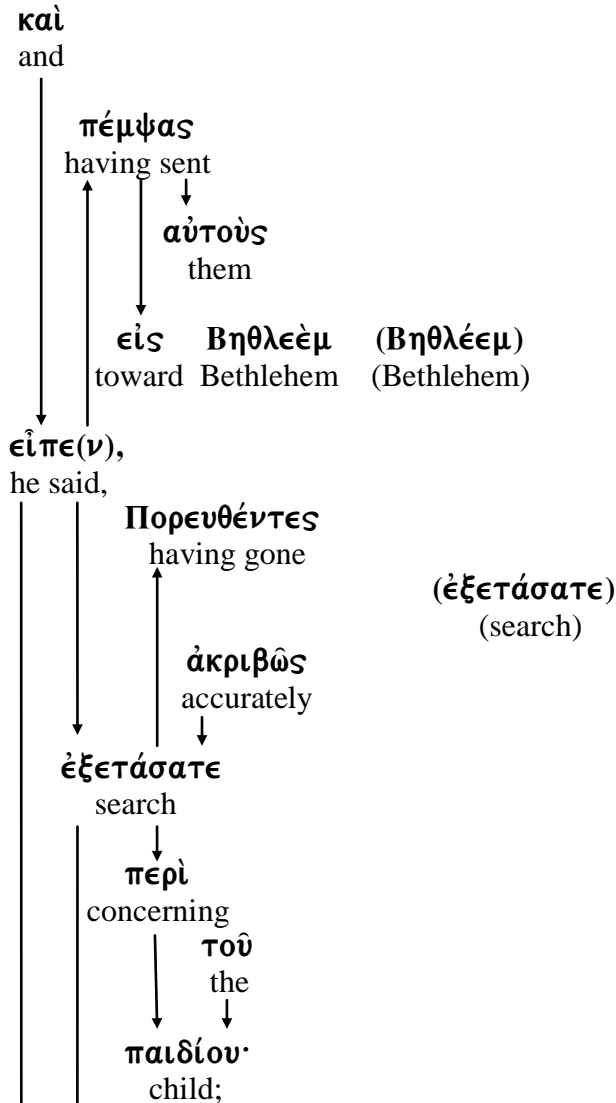 καὶ
and
πέμψας
having sent
αὐτοὺς
them
εἰς Βηθλεὲμ (Βηθλέεμ)
toward Bethlehem (Bethlehem)
εἶπε(ν),
he said,
Πορευθέντες
having gone
(ἐξετάσατε)
(search)
ἀκριβῶς
accurately
ἐξετάσατε
search
περὶ
concerning
τοῦ
the
παιδίου·
child;